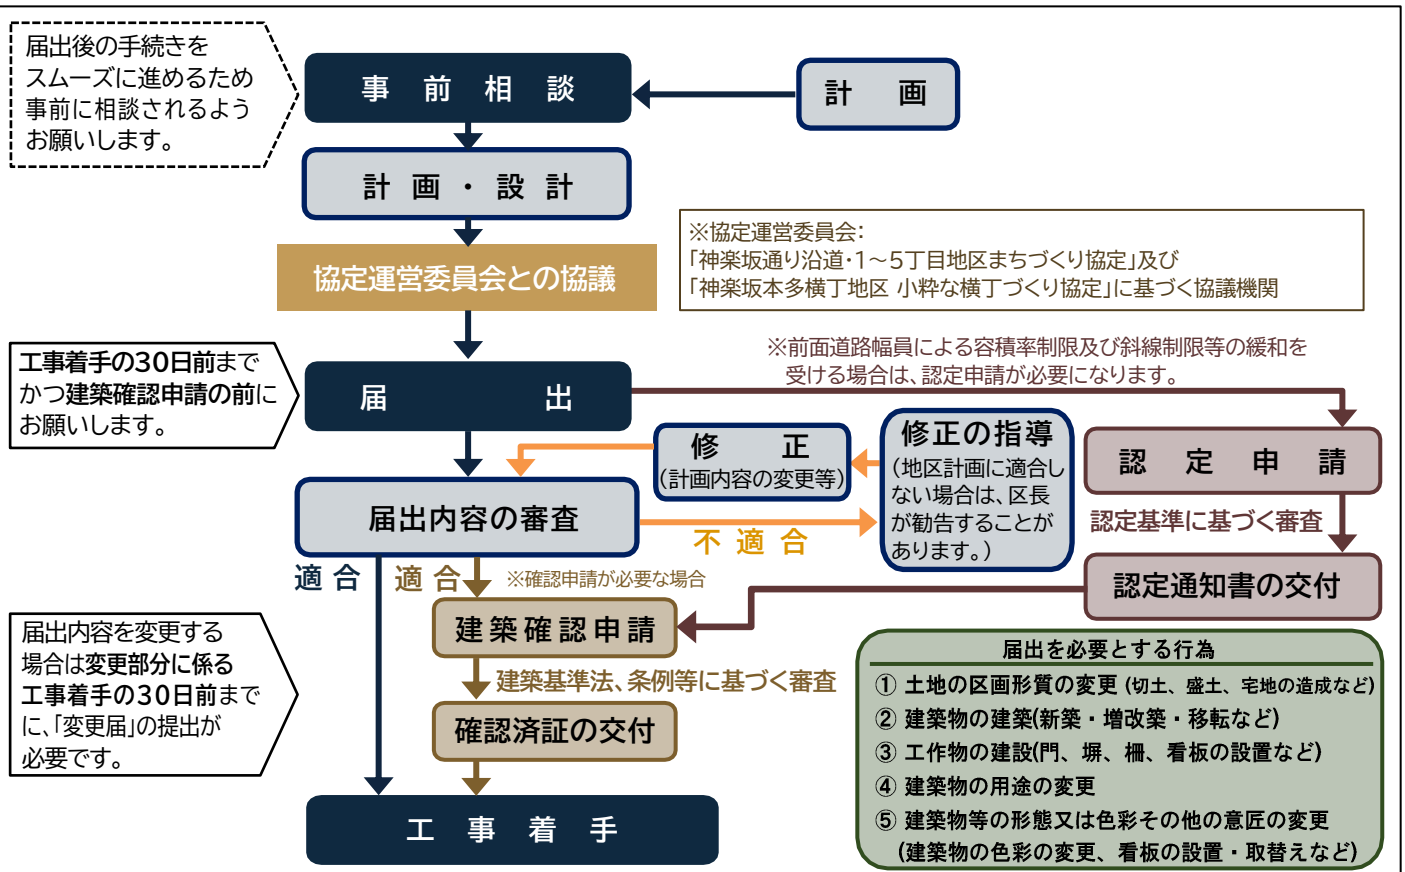 届出後の手続きを
スムーズに進めるため
事前に相談されるよう
お願いします。
事前相談
計画
計画・設計
協定運営委員会との協議
※協定運営委員会：
「神楽坂通り沿道・1～5丁目地区まちづくり協定」及び
「神楽坂本多横丁地区 小粋な横丁づくり協定」に基づく協議機関
工事着手の30日前まで
かつ建築確認申請の前に
お願いします。
届出
※前面道路幅員による容積率制限及び斜線制限等の緩和を
受ける場合は、認定申請が必要になります。
修正
(計画内容の変更等)
修正の指導
(地区計画に適合し
ない場合は、区長
が勧告することが
あります。)
認定申請
認定基準に基づく審査
認定通知書の交付
届出内容の審査
不適合
適合
適合
※確認申請が必要な場合
建築確認申請
建築基準法、条例等に基づく審査
確認済証の交付
届出内容を変更する
場合は変更部分に係る
工事着手の30日前まで
に、「変更届」の提出が
必要です。
工事着手
届出を必要とする行為
① 土地の区画形質の変更 (切土、盛土、宅地の造成など)
② 建築物の建築(新築・増改築・移転など)
③ 工作物の建設(門、塀、柵、看板の設置など)
④ 建築物の用途の変更
⑤ 建築物等の形態又は色彩その他の意匠の変更
(建築物の色彩の変更、看板の設置・取替えなど)